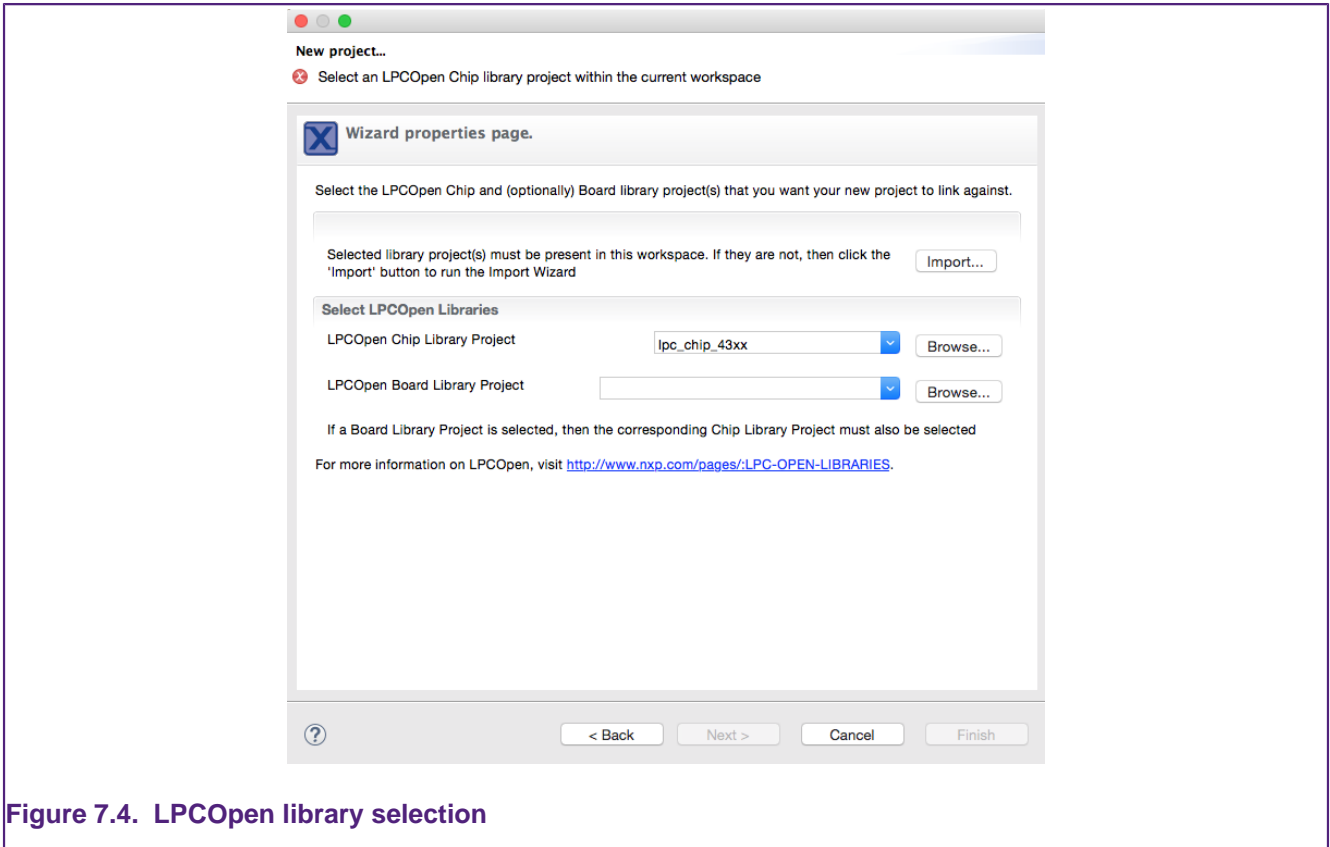 New project...
Select an LPCOpen Chip library project within the current workspace
Wizard properties page.
Select the LPCOpen Chip and (optionally) Board library project(s) that you want your new project to link against.
Selected library project(s) must be present in this workspace. If they are not, then click the
'Import' button to run the Import Wizard
Import...
Select LPCOpen Libraries
LPCOpen Chip Library Project
lpc_chip_43xx
Browse...
LPCOpen Board Library Project
Browse...
If a Board Library Project is selected, then the corresponding Chip Library Project must also be selected
For more information on LPCOpen, visit http://www.nxp.com/pages/:LPC-OPEN-LIBRARIES.
?
< Back
Next >
Cancel
Finish
Figure 7.4. LPCOpen library selection